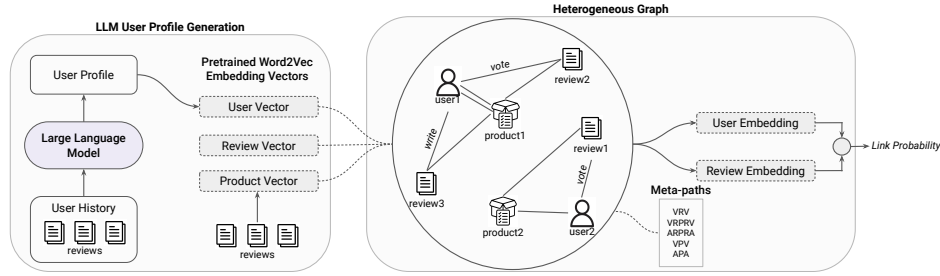 LLM User Profile Generation
User Profile
Large Language
Model
User History
reviews
Pretrained Word2Vec
Embedding Vectors
User Vector
Review Vector
Product Vector
reviews
Heterogeneous Graph
vote
review2
user1
product1
write
review1
review3
vote
product2
user2
User Embedding
Review Embedding
Link Probability
Meta-paths
VRV
VRPRV
ARPRA
VPV
APA